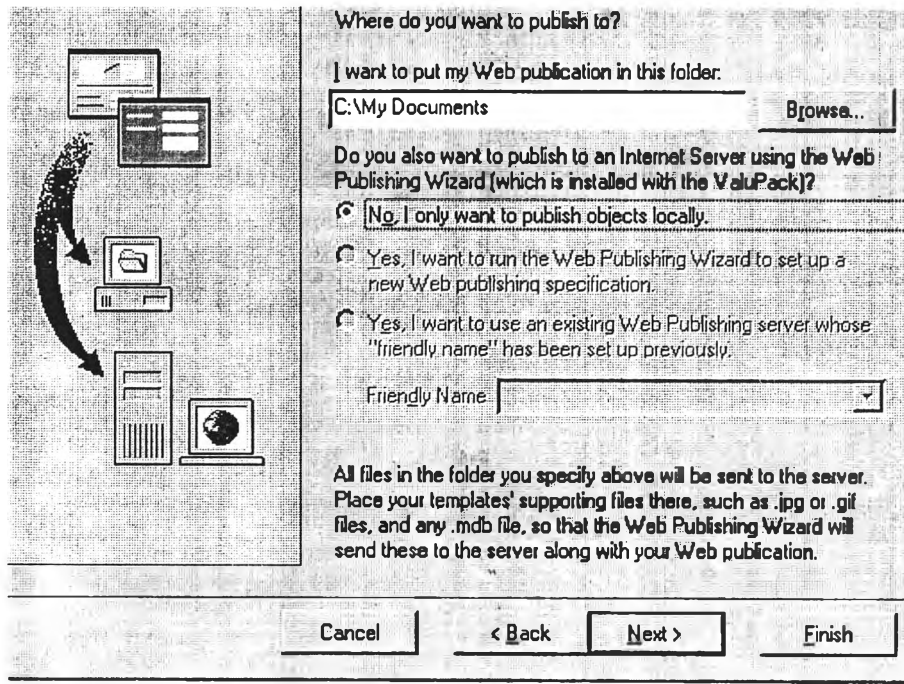 Where do you want to publish to?
I want to put my Web publication in this folder:
C:\My Documents
Browse...
Do you also want to publish to an Internet Server using the Web
Publishing Wizard (which is installed with the ValuPack)?
No, I only want to publish objects locally.
Yes, I want to run the Web Publishing Wizard to set up a
new Web publishing specification.
Yes, I want to use an existing Web Publishing server whose
"friendly name" has been set up previously.
Friendly Name
All files in the folder you specify above will be sent to the server.
Place your templates' supporting files there, such as .jpg or .gif
files, and any .mdb file, so that the Web Publishing Wizard will
send these to the server along with your Web publication.
Cancel
< Back
Next >
Finish